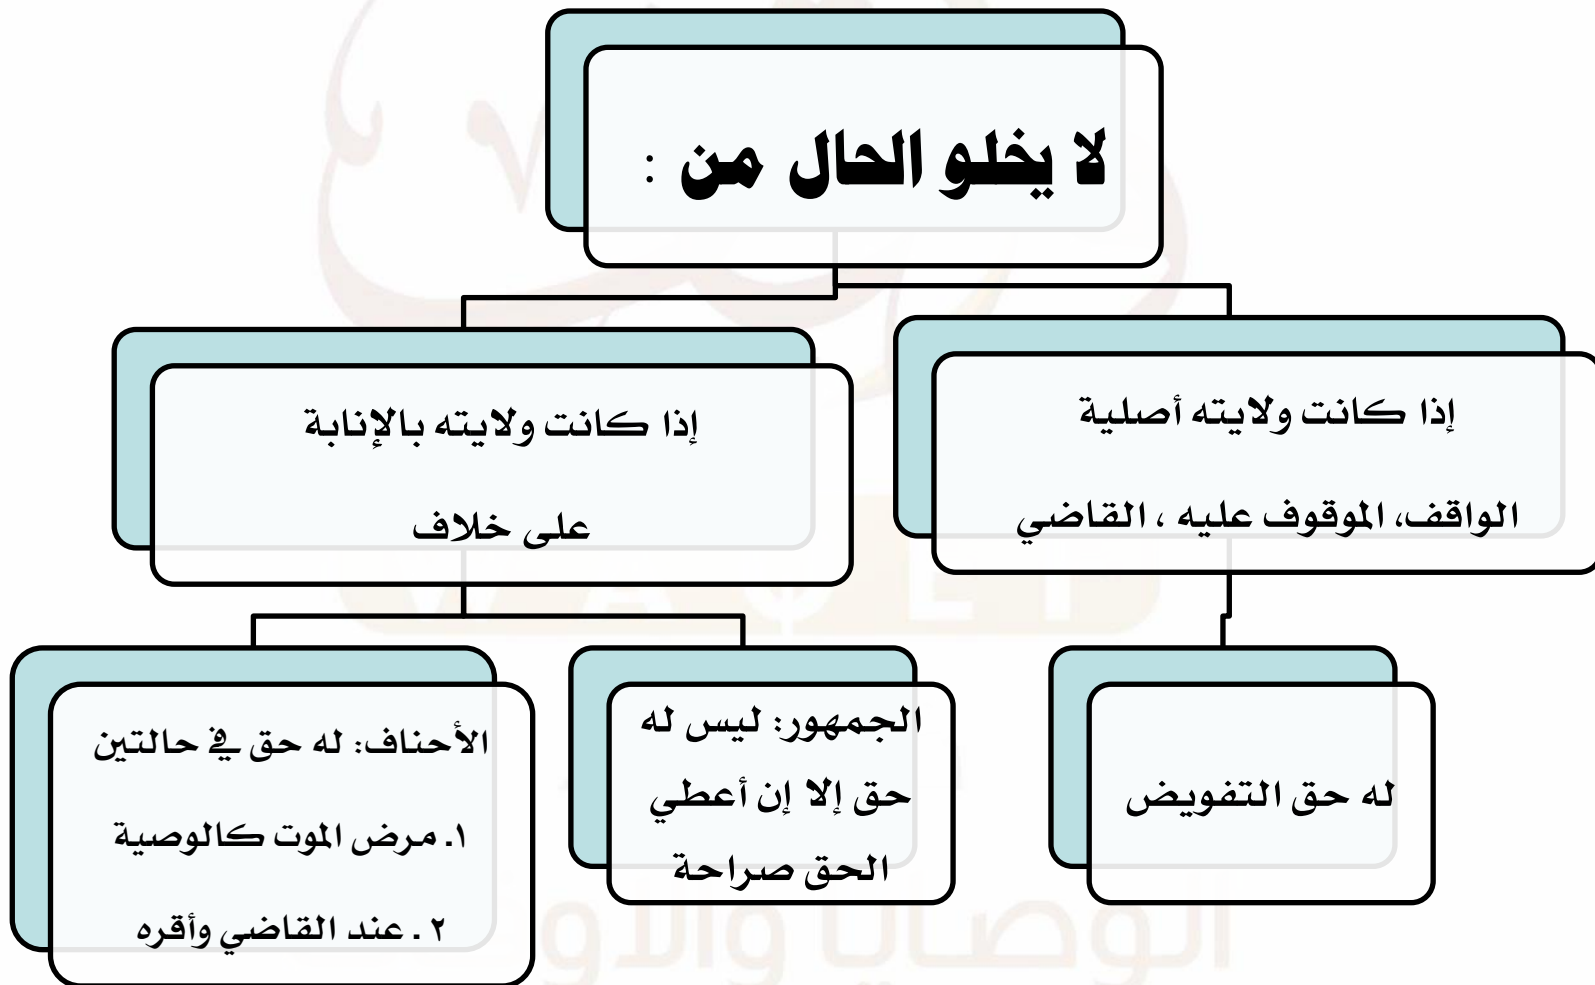 لا يخلو الحال من :
إذا كانت ولايته أصلية
الواقف، الموقوف عليه ، القاضي
إذا كانت ولايته بالإنابة
على خلاف
له حق التفويض
الجمهور: ليس له
حق إلا إن أعطي
الحق صراحة
الأحناف: له حق في حالتين
١. مرض الموت كالوصية
٢ . عند القاضي وأقره